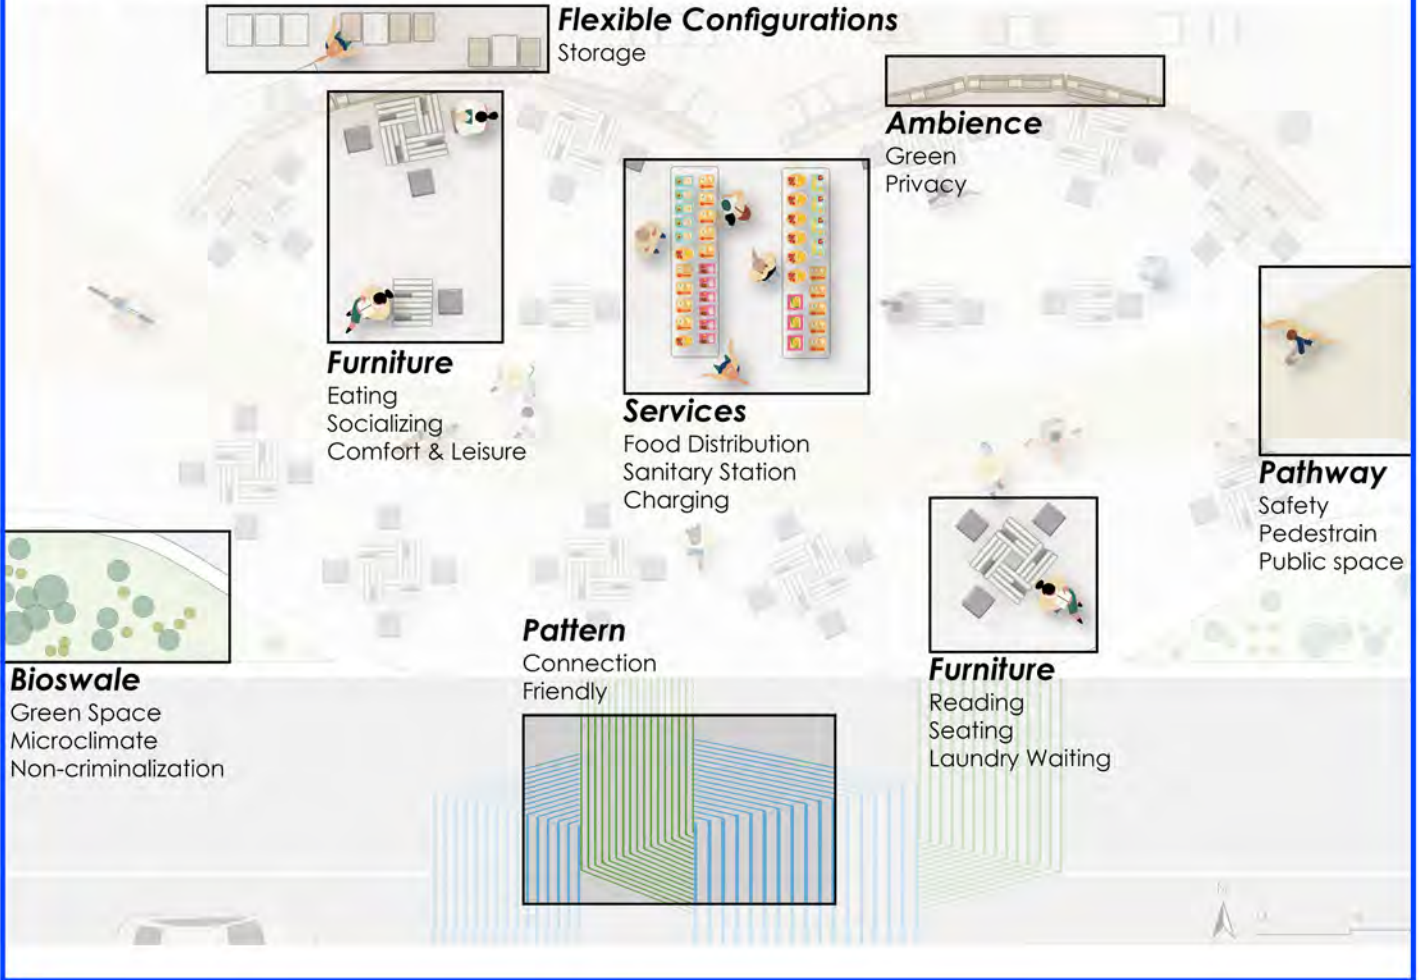 Flexible Configurations
Storage
Ambience
Green
Privacy
Furniture
Eating
Socializing
Comfort & Leisure
Services
Food Distribution
Sanitary Station
Charging
Pathway
Safety
Pedestrain
Public space
Bioswale
Green Space
Microclimate
Non-criminalization
Pattern
Connection
Friendly
Furniture
Reading
Seating
Laundry Waiting